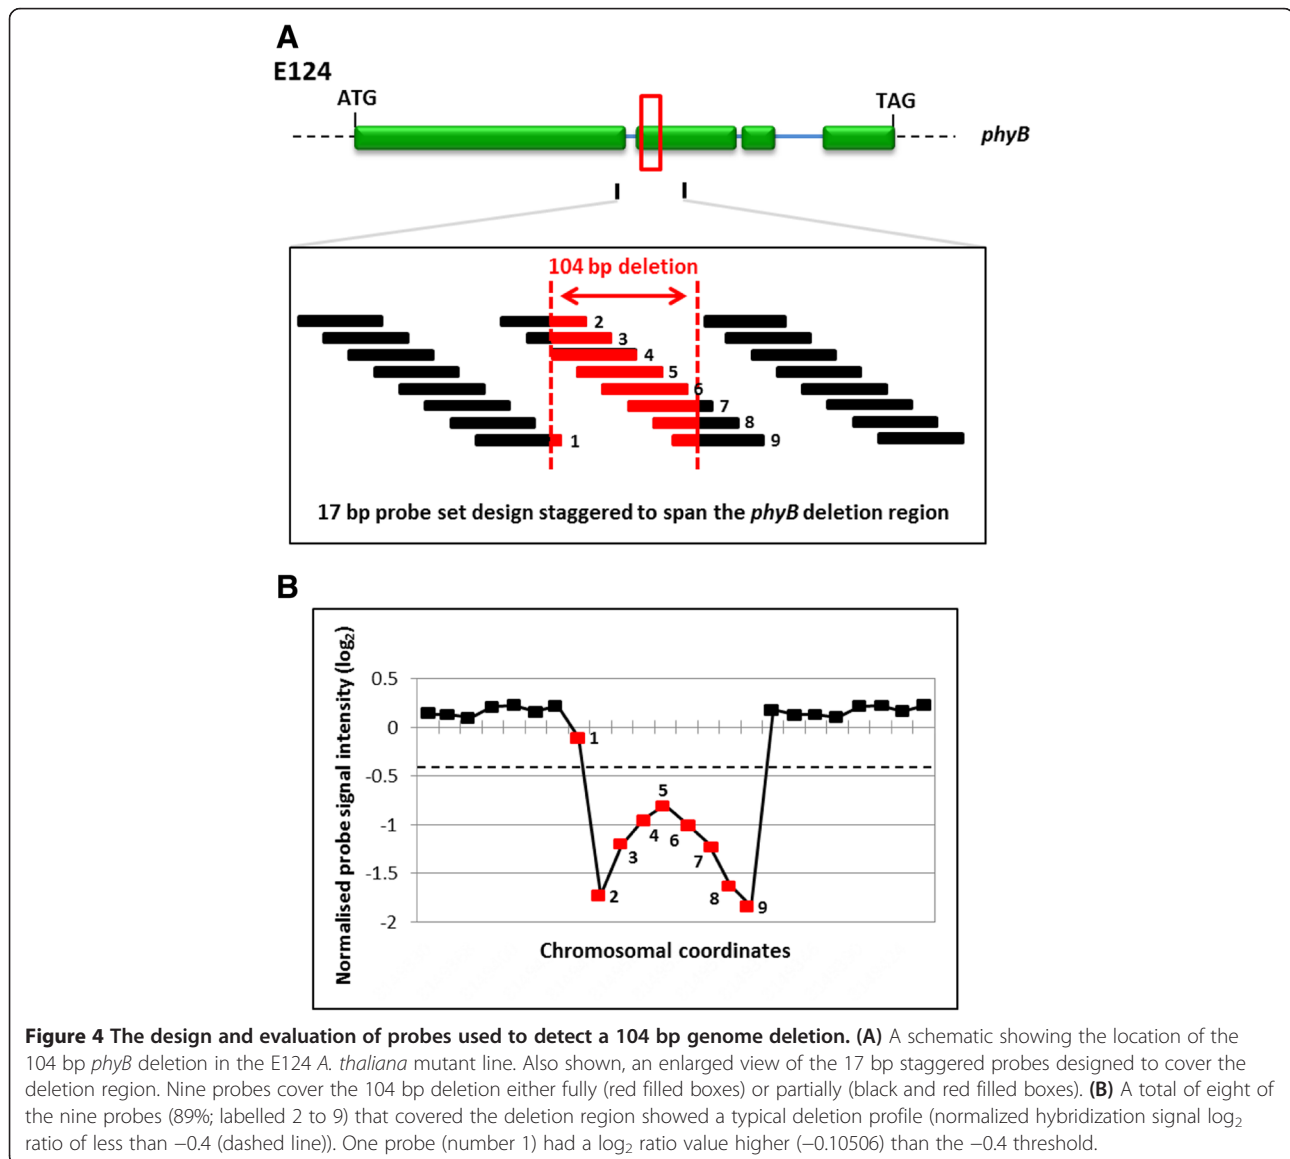 A
E124
ATG
TAG
phyB
104 bp deletion
2
3
4
5
6
7
8
1
9
17 bp probe set design staggered to span the phyB deletion region
B
Normalised probe signal intensity (log2)
0.5
0
-0.5
-1
-1.5
-2
1
5
4
6
3
7
2
8
9
Chromosomal coordinates
Figure 4 The design and evaluation of probes used to detect a 104 bp genome deletion. (A) A schematic showing the location of the
104 bp phyB deletion in the E124 A. thaliana mutant line. Also shown, an enlarged view of the 17 bp staggered probes designed to cover the
deletion region. Nine probes cover the 104 bp deletion either fully (red filled boxes) or partially (black and red filled boxes). (B) A total of eight of
the nine probes (89%; labelled 2 to 9) that covered the deletion region showed a typical deletion profile (normalized hybridization signal log2
ratio of less than −0.4 (dashed line)). One probe (number 1) had a log2 ratio value higher (−0.10506) than the −0.4 threshold.